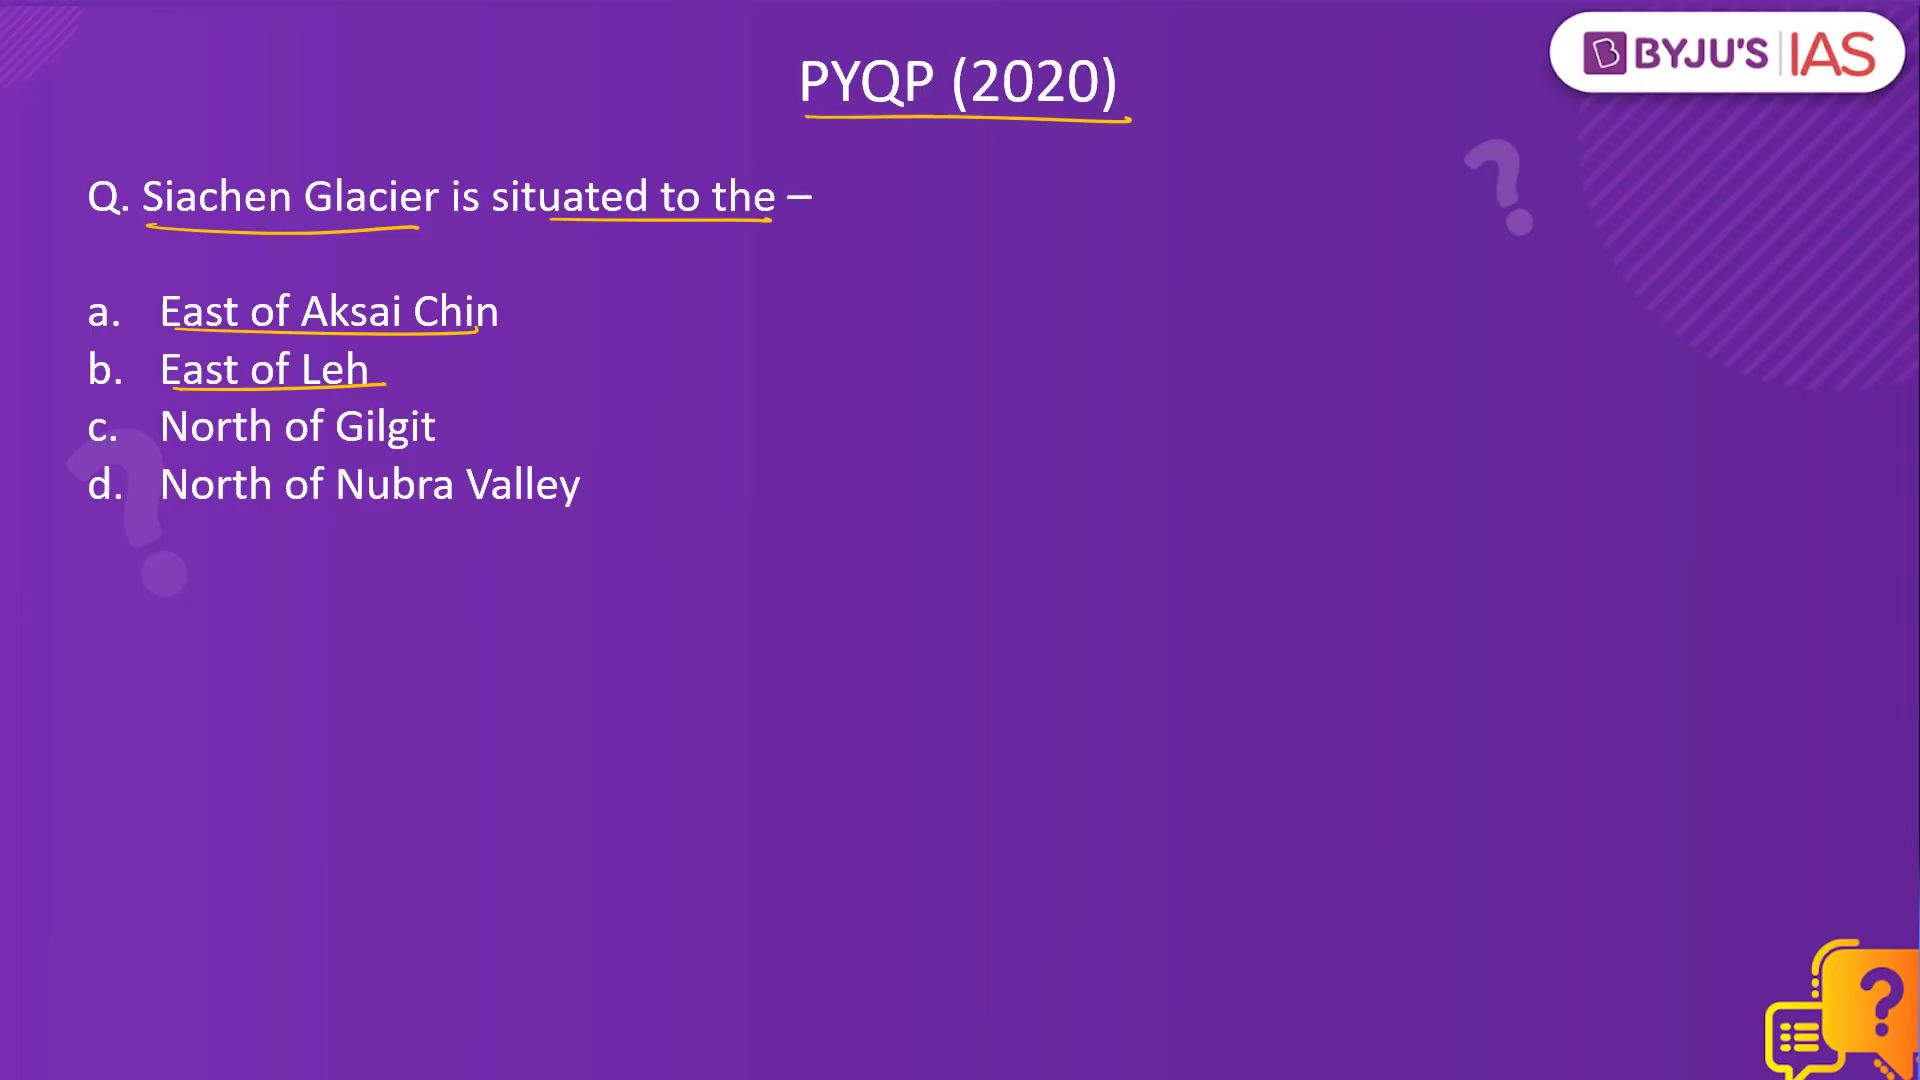 BYJU'S IAS
PYQP (2020)
Q. Siachen Glacier is situated to the –
a. East of Aksai Chin
b. East of Leh
c. North of Gilgit
d. North of Nubra Valley